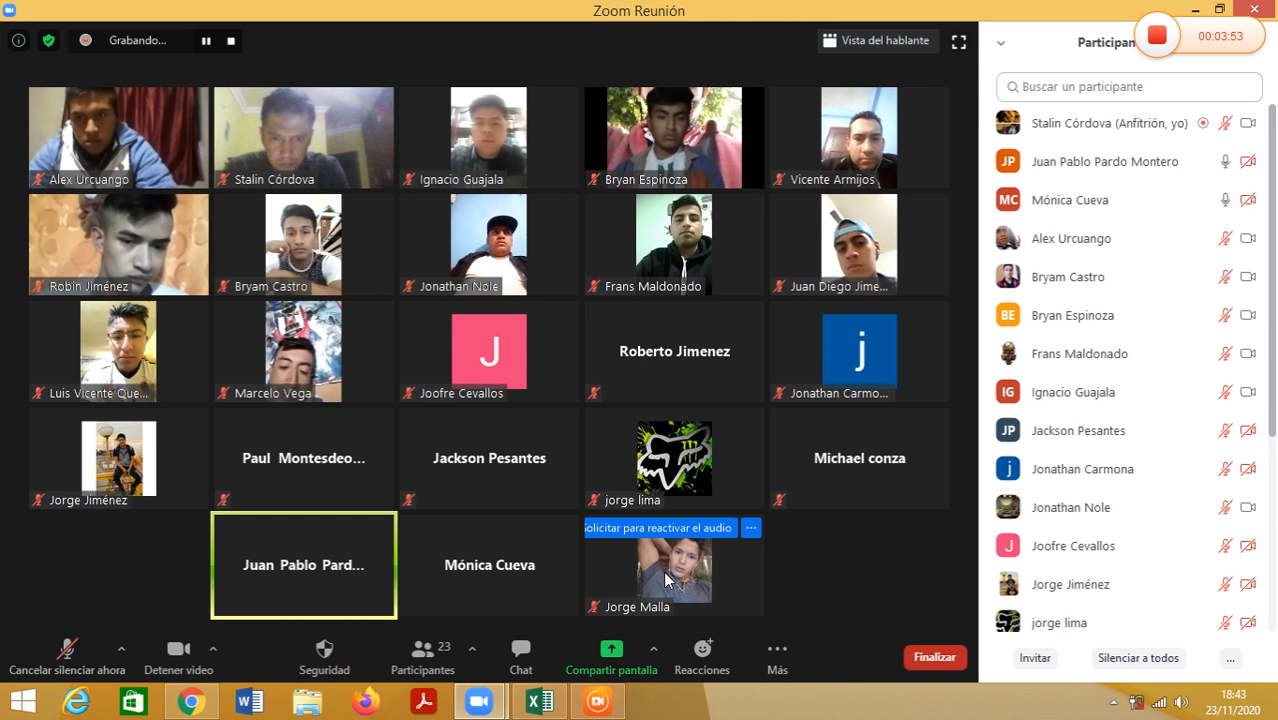 Zoom Reunión
Grabando...
Vista del hablante
00:03:53
Alex Urcuango
Stalin Córdova
Ignacio Guajala
Bryan Espinoza
Vicente Armijos
Robin Jiménez
Bryam Castro
Jonathan Nole
Frans Maldonado
Juan Diego Jime...
Luis Vicente Que...
Marcelo Vega
J
Joofre Cevallos
Roberto Jimenez
j
Jonathan Carmo...
Jorge Jiménez
Paul Montesdeo...
Jackson Pesantes
jorge lima
Michael conza
Juan Pablo Pard...
Mónica Cueva
Solicitar para reactivar el audio
...
Jorge Malla
Cancelar silenciar ahora
Detener video
Seguridad
23
Participantes
Chat
Compartir pantalla
Reacciones
Más
Finalizar
Participan
Buscar un participante
Stalin Córdova (Anfitrión, yo)
JP Juan Pablo Pardo Montero
MC Mónica Cueva
Alex Urcuango
Bryam Castro
BE Bryan Espinoza
Frans Maldonado
IG Ignacio Guajala
JP Jackson Pesantes
j Jonathan Carmona
Jonathan Nole
J Joofre Cevallos
Jorge Jiménez
jorge lima
Invitar
Silenciar a todos
...
18:43
23/11/2020